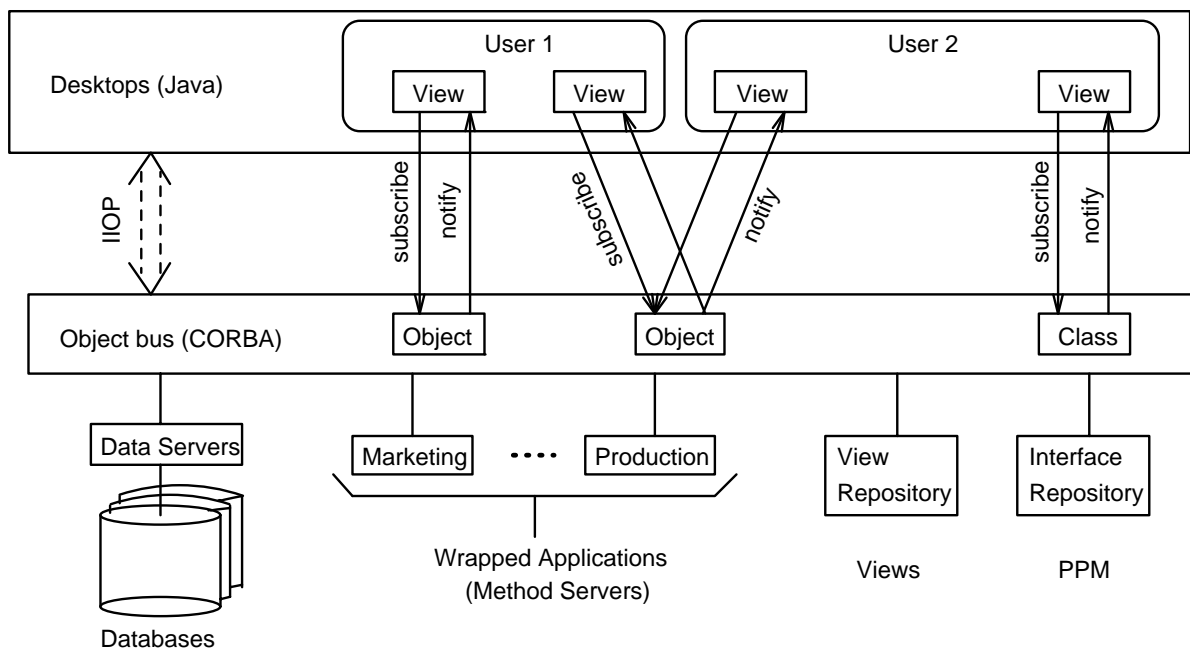 User 1
User 2
Desktops (Java)
View
View
View
View
IIOP
subscribe
notify
subscribe
notify
subscribe
notify
Object bus (CORBA)
Object
Object
Class
Data Servers
Marketing
....
Production
View
Repository
Interface
Repository
Wrapped Applications
(Method Servers)
Views
PPM
Databases